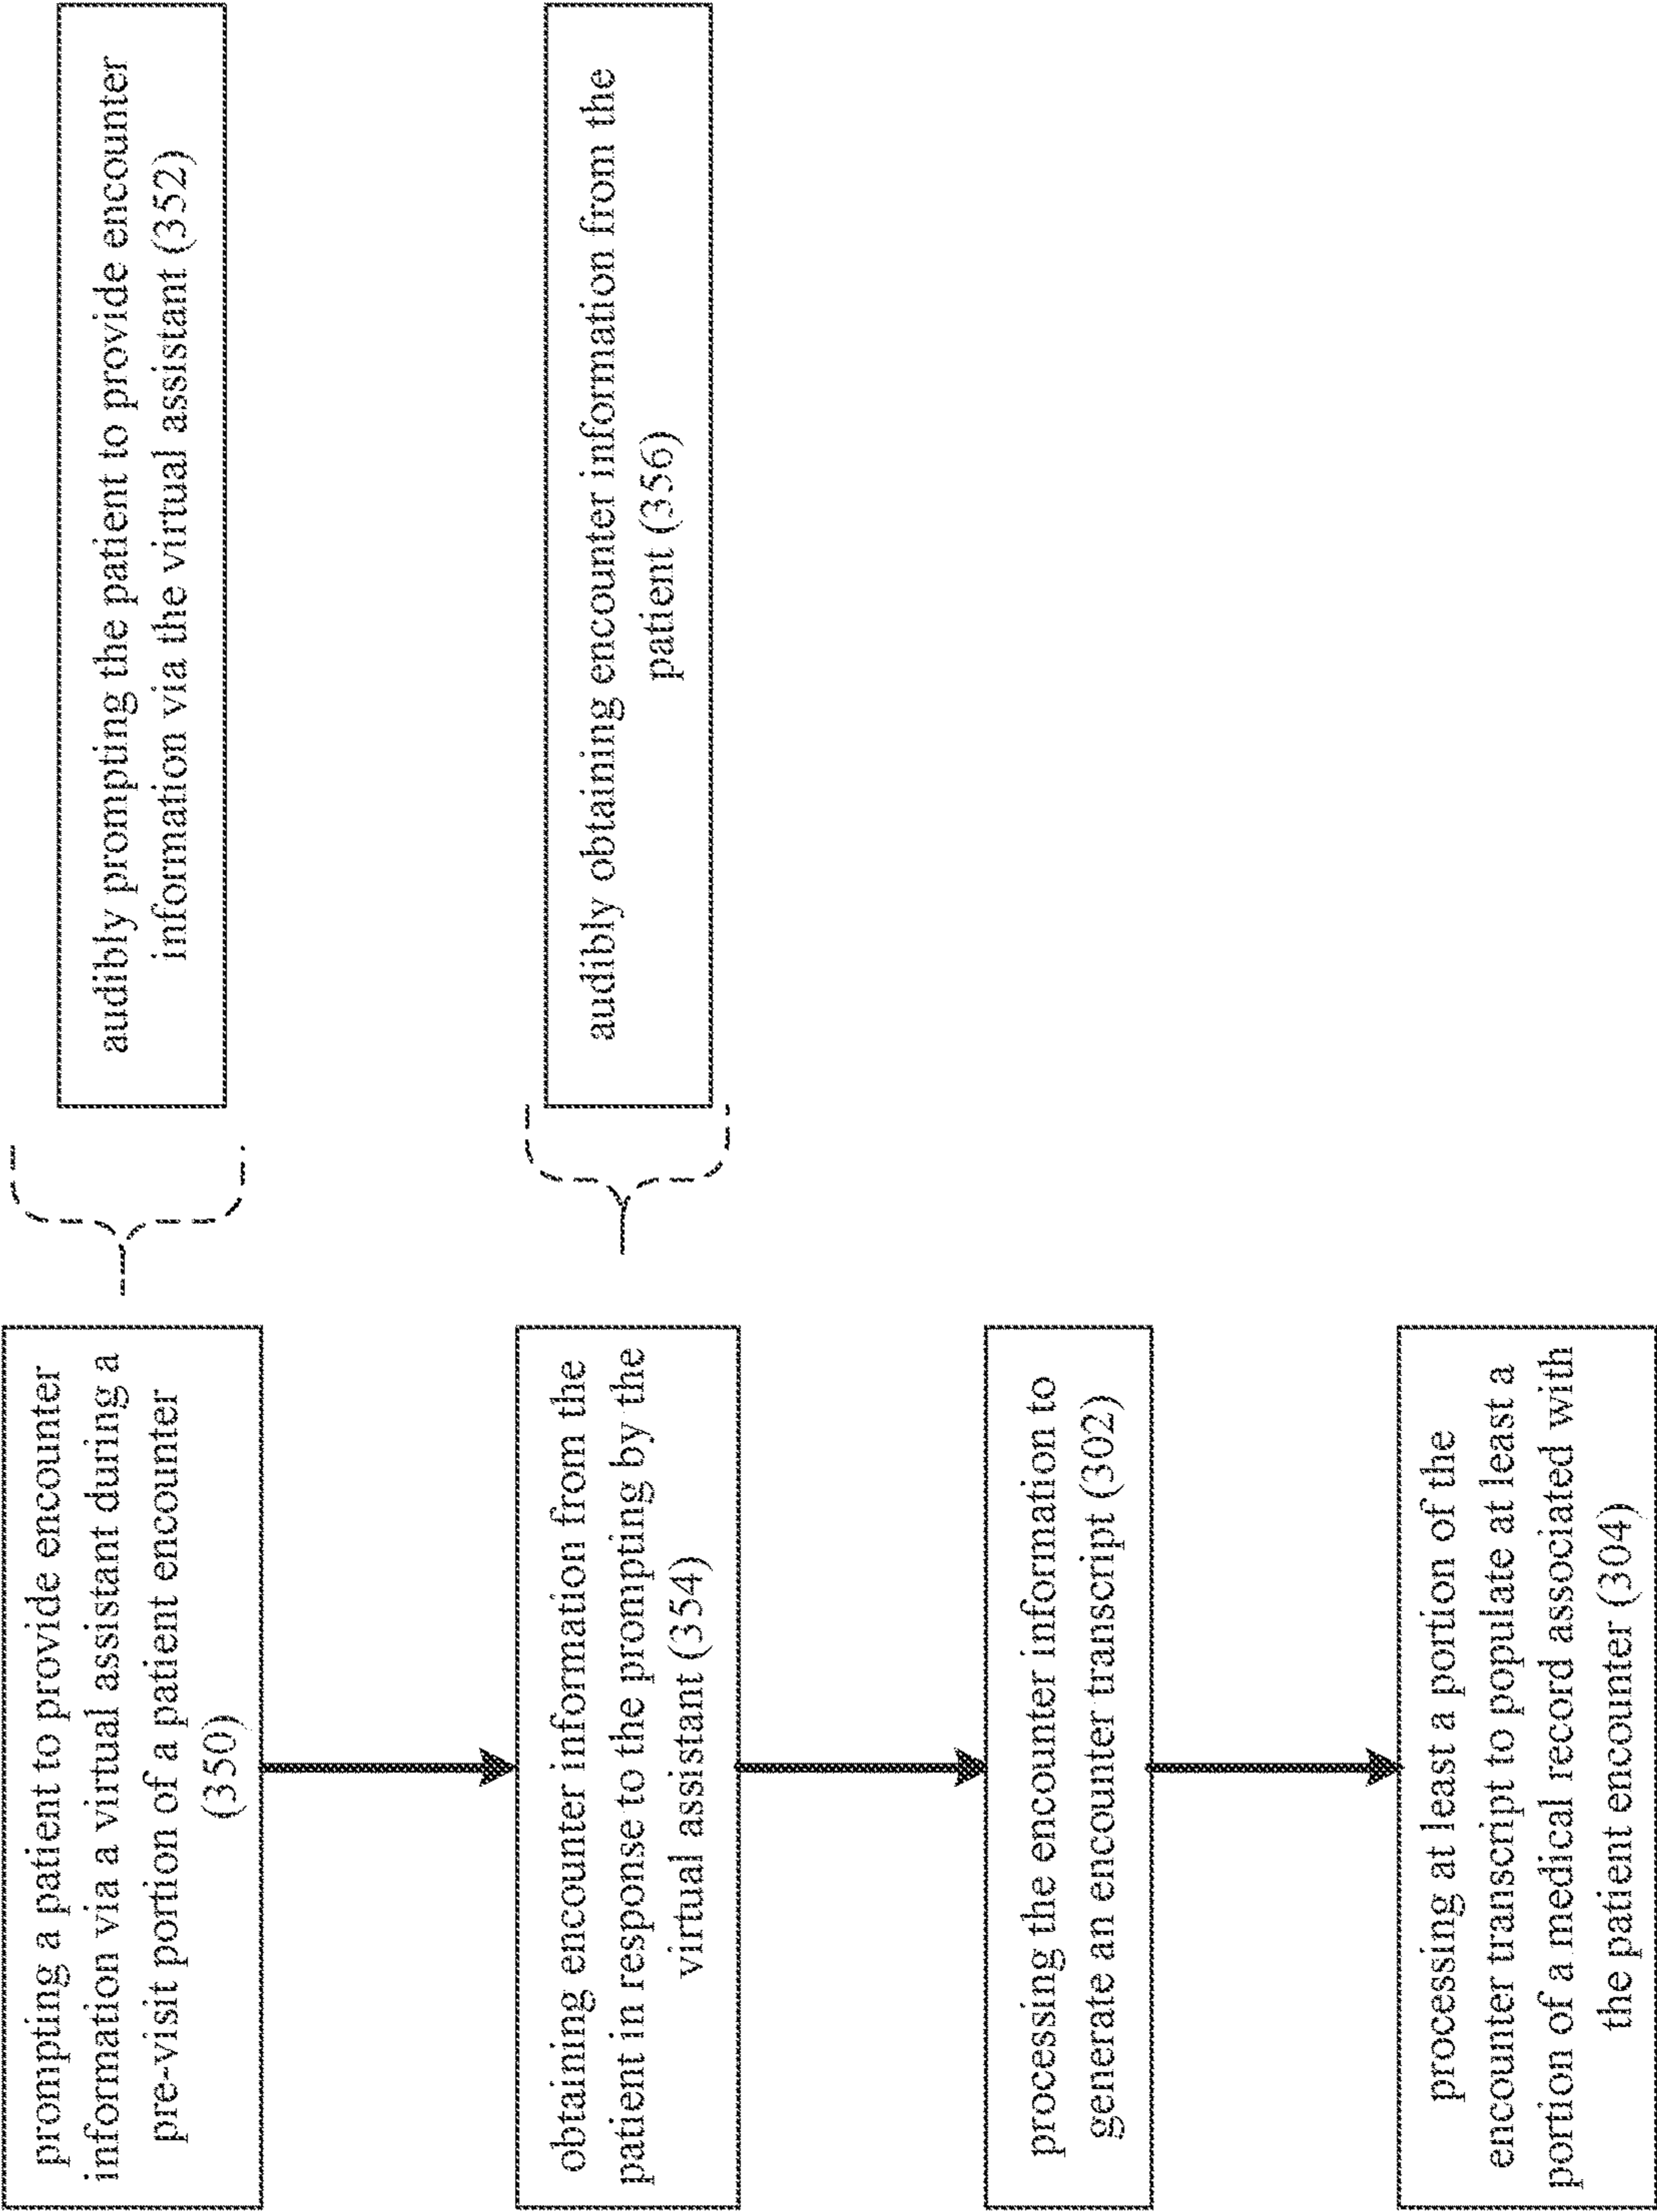 prompting a patient to provide encounter
information via a virtual assistant during a
pre-visit portion of a patient encounter
(350)
audibly prompting the patient to provide encounter
information via the virtual assistant (352)
obtaining encounter information from the
patient in response to the prompting by the
virtual assistant (354)
audibly obtaining encounter information from the
patient (356)
processing the encounter information to
generate an encounter transcript (302)
processing at least a portion of the
encounter transcript to populate at least a
portion of a medical record associated with
the patient encounter (304)